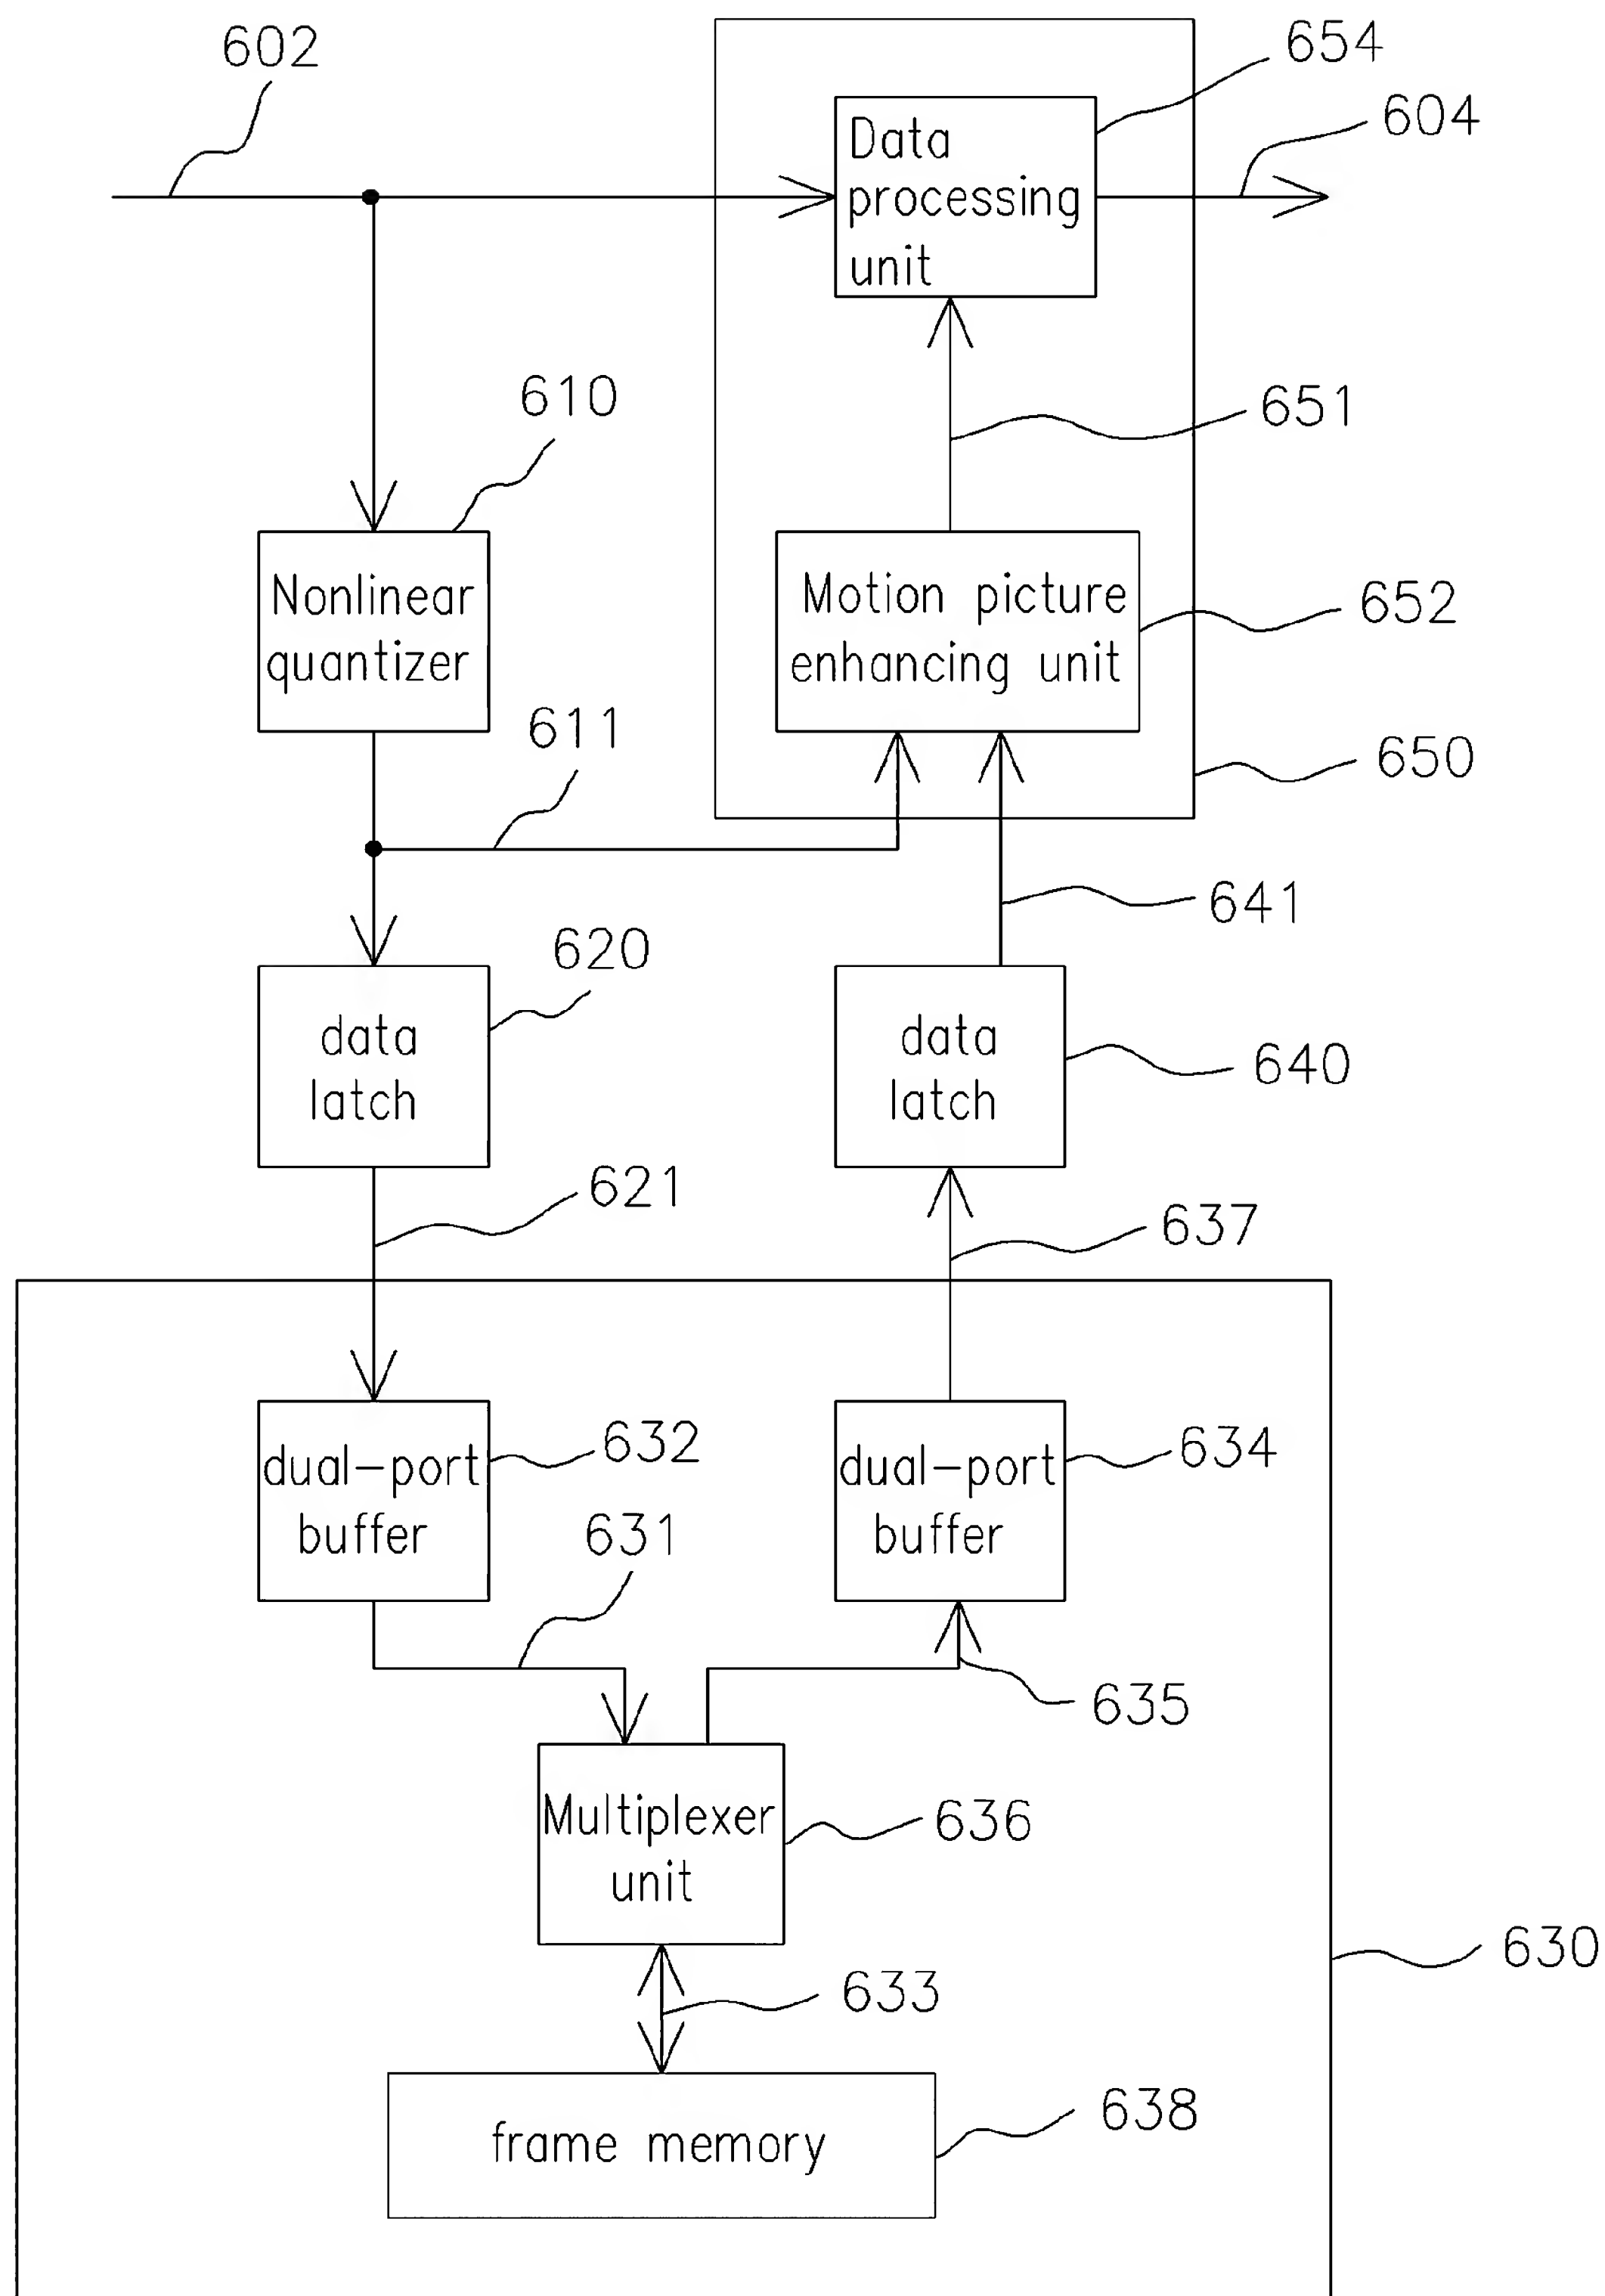 602
654
604
Data
processing
unit
610
651
Nonlinear
quantizer
Motion picture
enhancing unit
652
611
650
641
620
data
latch
data
latch
640
621
637
dual-port
buffer
632
dual-port
buffer
634
631
635
Multiplexer
unit
636
630
633
frame memory
638